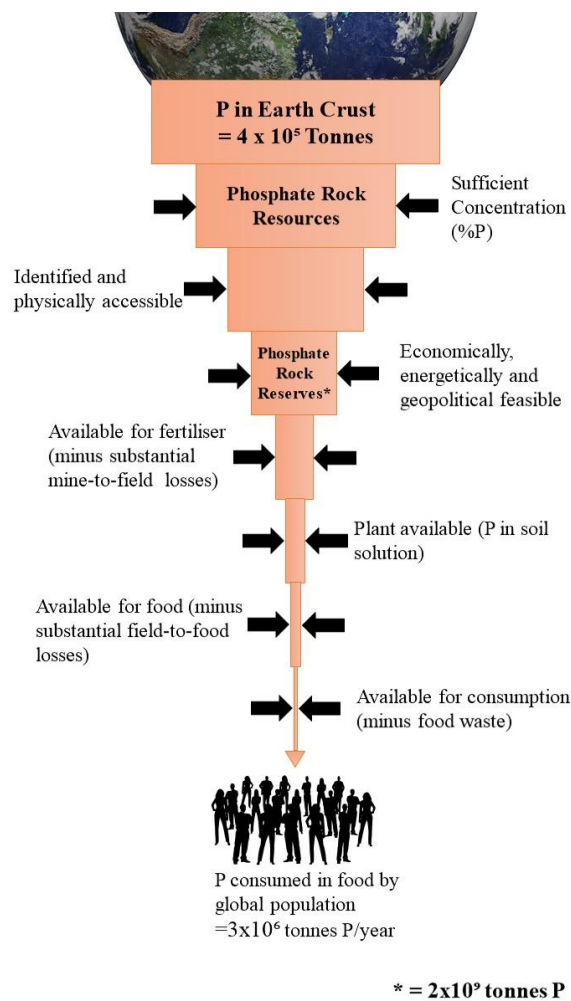 P in Earth Crust
= 4 x 10⁵ Tonnes
Phosphate Rock
Resources
Sufficient
Concentration
(%P)
Identified and
physically accessible
Phosphate
Rock
Reserves*
Economically,
energetically and
geopolitical feasible
Available for fertiliser
(minus substantial
mine-to-field losses)
Plant available (P in soil
solution)
Available for food (minus
substantial field-to-food
losses)
Available for consumption
(minus food waste)
P consumed in food by
global population
=3x10⁶ tonnes P/year
* = 2x10⁹ tonnes P